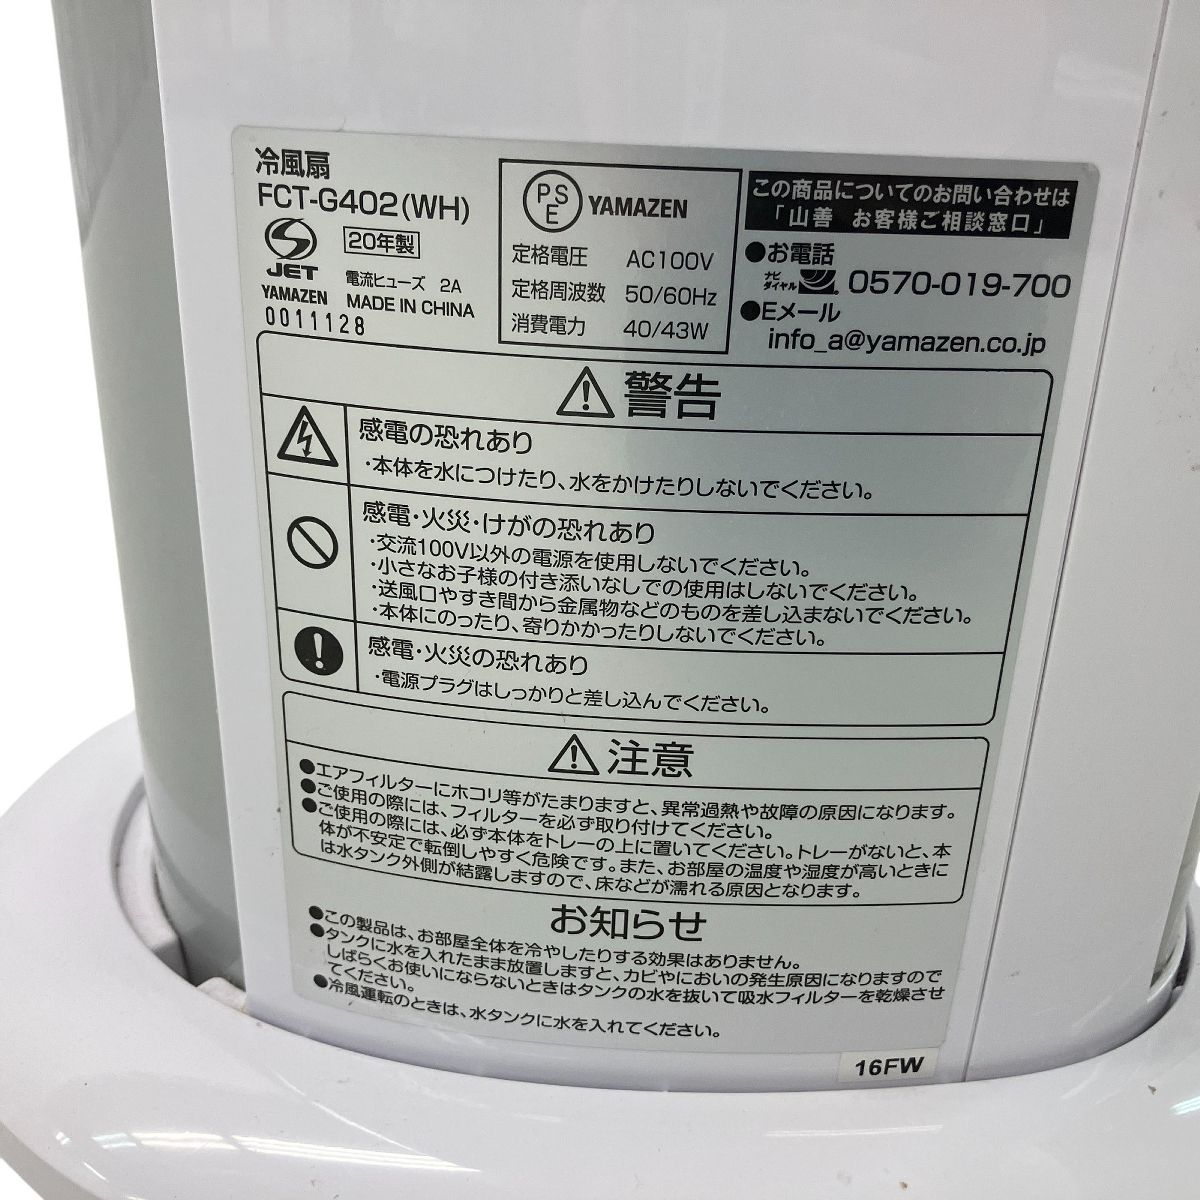 冷風扇
FCT-G402(WH)
JET
20年製
電流ヒューズ 2A
YAMAZEN MADE IN CHINA
0011128
PSE YAMAZEN
定格電圧 AC100V
定格周波数 50/60Hz
消費電力 40/43W
この商品についてのお問い合わせは
「山善 お客様ご相談窓口」
●お電話
ナビダイヤル 0570-019-700
●Eメール
info_a@yamazen.co.jp
警告
感電の恐れあり
・本体を水につけたり、水をかけたりしないでください。
感電・火災・けがの恐れあり
・交流100V以外の電源を使用しないでください。
・小さなお子様の付き添いなしでの使用はしないでください。
・送風口やすき間から金属物などのものを差し込まないでください。
・本体にのったり、寄りかかったりしないでください。
感電・火災の恐れあり
・電源プラグはしっかりと差し込んでください。
注意
●エアフィルターにホコリ等がたまりますと、異常過熱や故障の原因になります。
●ご使用の際には、フィルターを必ず取り付けてください。
●ご使用の際には、必ず本体をトレーの上に置いてください。トレーがないと、本
体が不安定で転倒しやすく危険です。また、お部屋の温度や湿度が高いときに
は水タンク外側が結露しますので、床などが濡れる原因となります。
お知らせ
●この製品は、お部屋全体を冷やしたりする効果はありません。
●タンクに水を入れたまま放置しますと、カビやにおいの発生原因になりますので
しばらくお使いにならないときはタンクの水を抜いて吸水フィルターを乾燥させ
てください。
●冷風運転のときは、水タンクに水を入れてください。
16FW